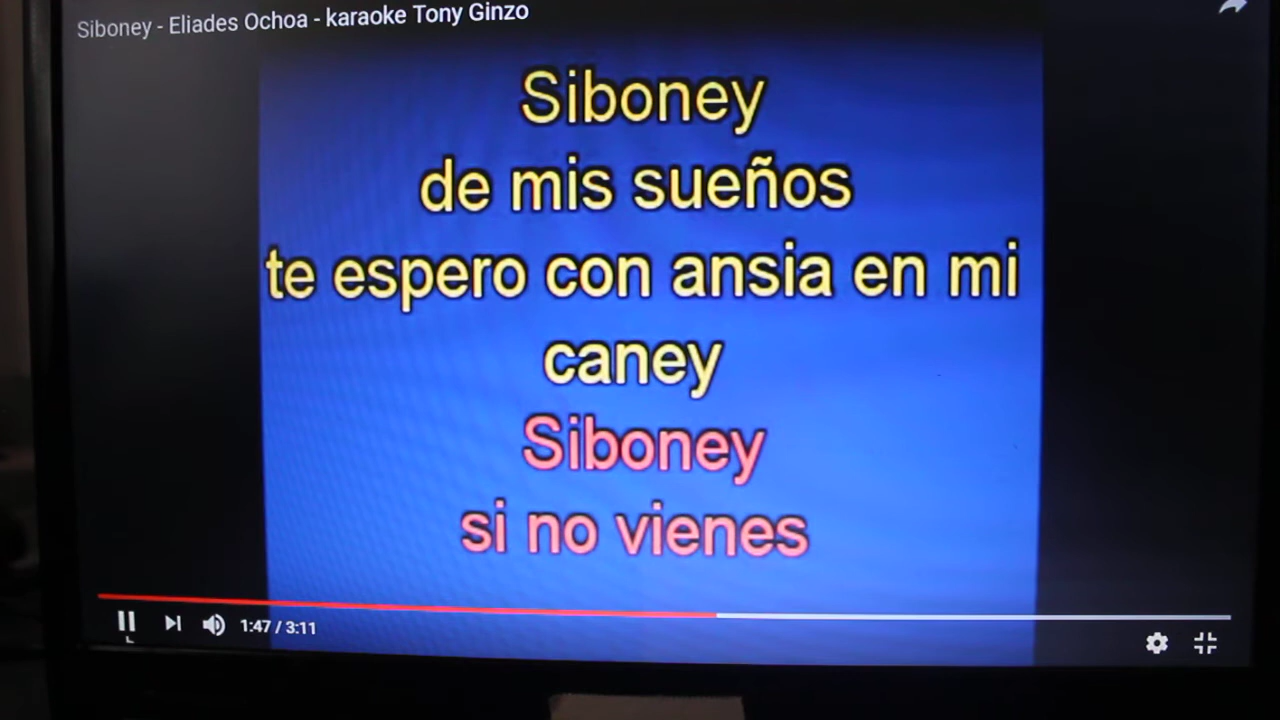 Siboney - Eliades Ochoa - karaoke Tony Ginzo
Siboney
de mis sueños
te espero con ansia en mi
caney
Siboney
si no vienes
1:47 / 3:11